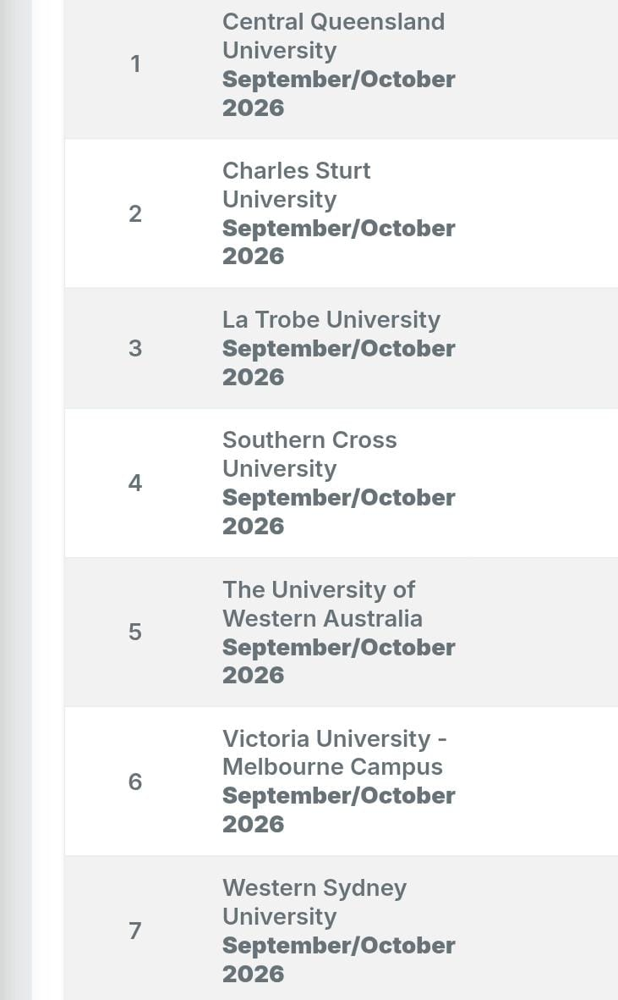 Central Queensland
University
1
September/October
2026
Charles Sturt
University
2
September/October
2026
La Trobe University
3
September/October
2026
Southern Cross
University
4
September/October
2026
The University of
Western Australia
5
September/October
2026
Victoria University -
Melbourne Campus
6
September/October
2026
Western Sydney
University
7
September/October
2026